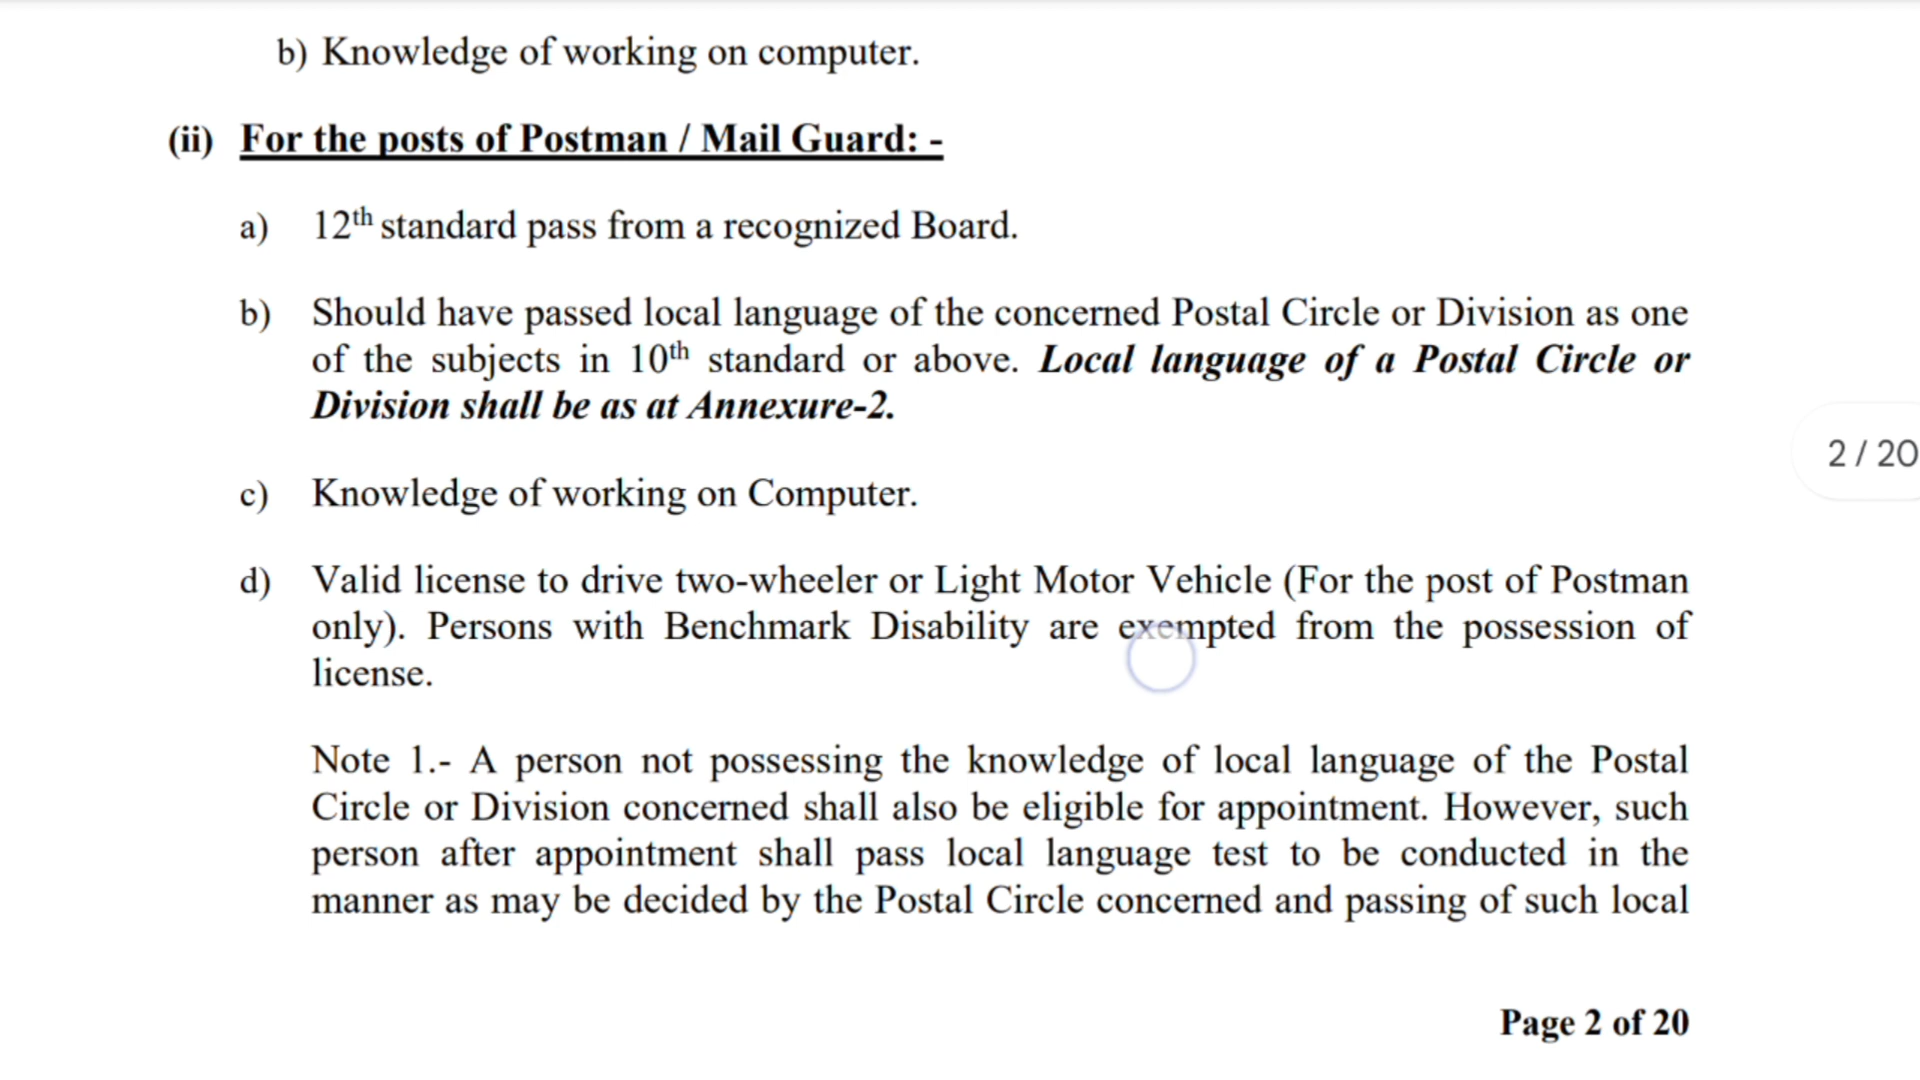 b) Knowledge of working on computer.
(ii) For the posts of Postman / Mail Guard: -
a) 12th standard pass from a recognized Board.
b) Should have passed local language of the concerned Postal Circle or Division as one
of the subjects in 10th standard or above. Local language of a Postal Circle or
Division shall be as at Annexure-2.
c) Knowledge of working on Computer.
2 / 20
d) Valid license to drive two-wheeler or Light Motor Vehicle (For the post of Postman
only). Persons with Benchmark Disability are exempted from the possession of
license.
Note 1.- A person not possessing the knowledge of local language of the Postal
Circle or Division concerned shall also be eligible for appointment. However, such
person after appointment shall pass local language test to be conducted in the
manner as may be decided by the Postal Circle concerned and passing of such local
Page 2 of 20